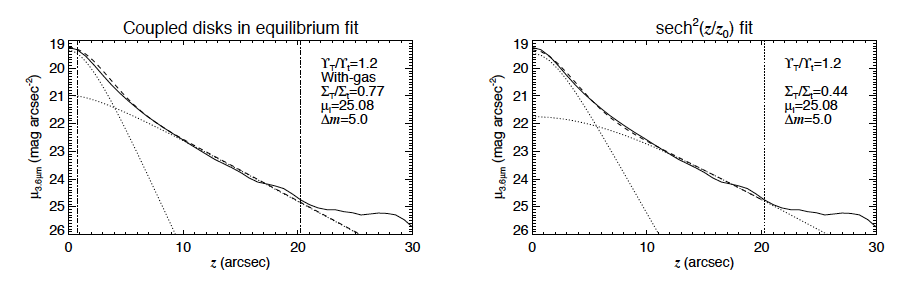 Coupled disks in equilibrium fit
19
20
21
22
23
24
25
26
μ3.6μm (mag arcsec⁻²)
ϒT/ϒt=1.2
With-gas
ΣT/Σt=0.77
μl=25.08
Δm=5.0
0 10 20 30
z (arcsec)
sech²(z/z₀) fit
19
20
21
22
23
24
25
26
μ3.6μm (mag arcsec⁻²)
ϒT/ϒt=1.2
ΣT/Σt=0.44
μl=25.08
Δm=5.0
0 10 20 30
z (arcsec)